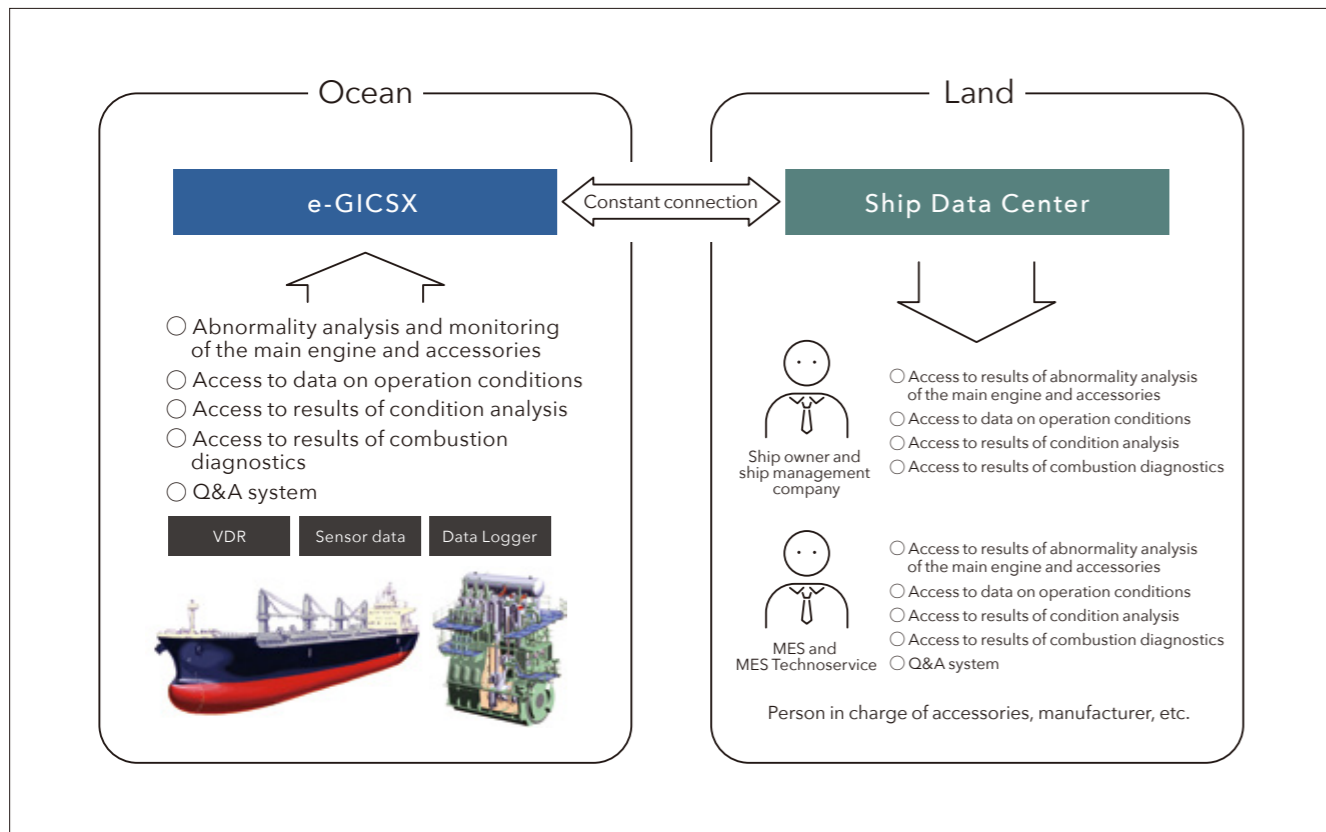 Ocean
e-GICSX
○ Abnormality analysis and monitoring
of the main engine and accessories
○ Access to data on operation conditions
○ Access to results of condition analysis
○ Access to results of combustion
diagnostics
○ Q&A system
VDR
Sensor data
Data Logger
Constant connection
Land
Ship Data Center
Ship owner and
ship management
company
○ Access to results of abnormality analysis
of the main engine and accessories
○ Access to data on operation conditions
○ Access to results of condition analysis
○ Access to results of combustion diagnostics
MES and
MES Technoservice
○ Access to results of abnormality analysis
of the main engine and accessories
○ Access to data on operation conditions
○ Access to results of condition analysis
○ Access to results of combustion diagnostics
○ Q&A system
Person in charge of accessories, manufacturer, etc.